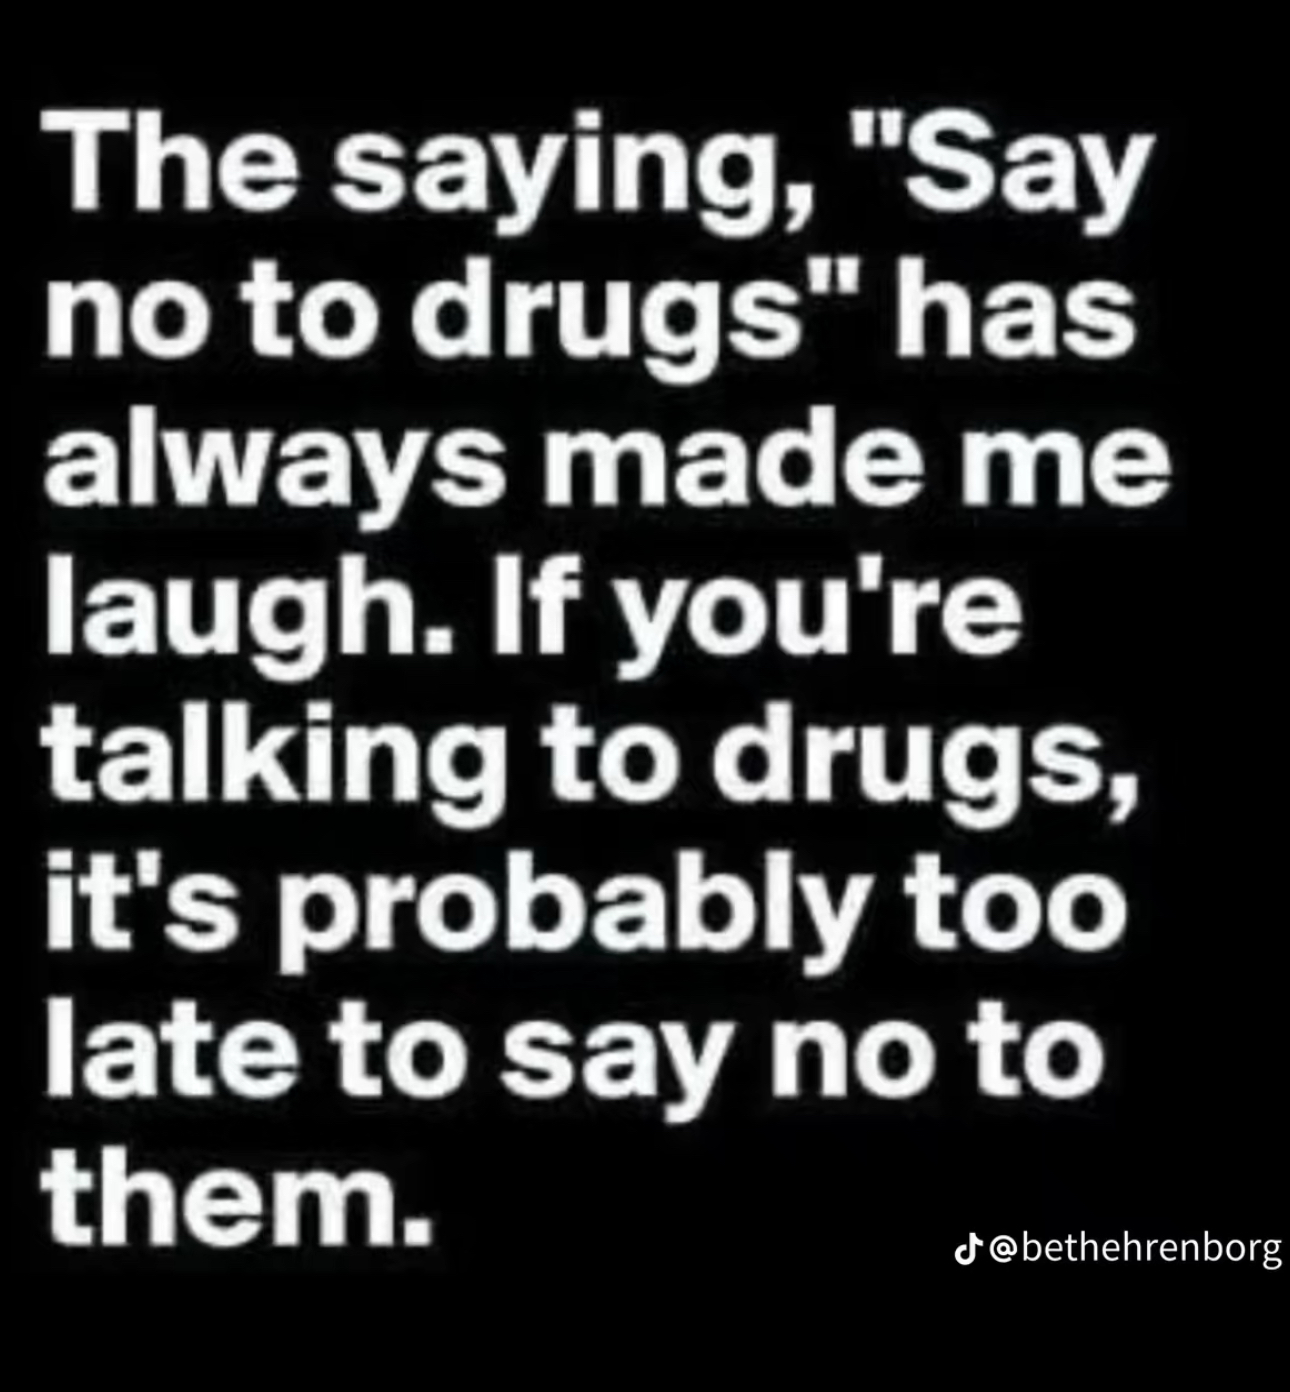 The saying, "Say
no to drugs" has
always made me
laugh. If you're
talking to drugs,
it's probably too
late to say no to
them.
@bethehrenborg